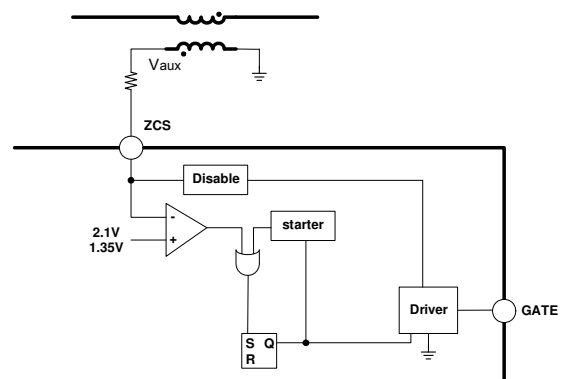 Vaux
ZCS
Disable
-
2.1V
1.35V
+
starter
Driver
GATE
S Q
R